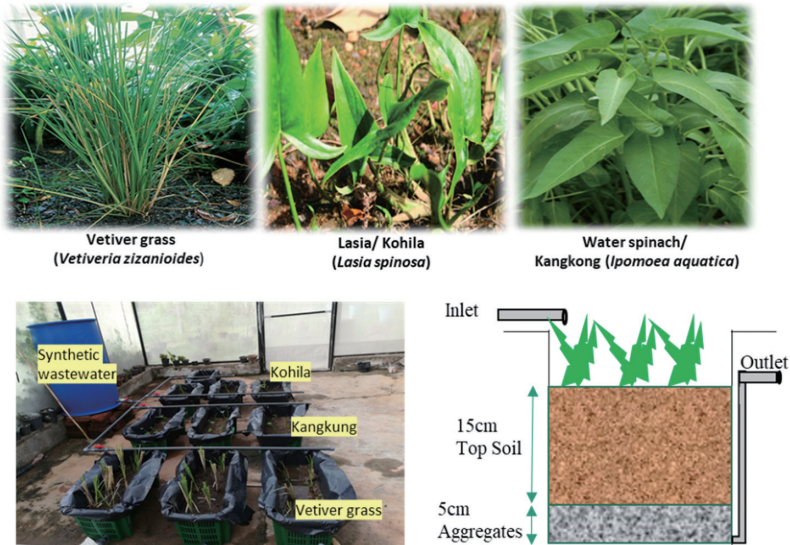 Vetiver grass
(Vetiveria zizanioides)
Lasia/ Kohila
(Lasia spinosa)
Water spinach/
Kangkong (Ipomoea aquatica)
Synthetic
wastewater
Kohila
Kangkung
Vetiver grass
Inlet
Outlet
15cm
Top Soil
5cm
Aggregates